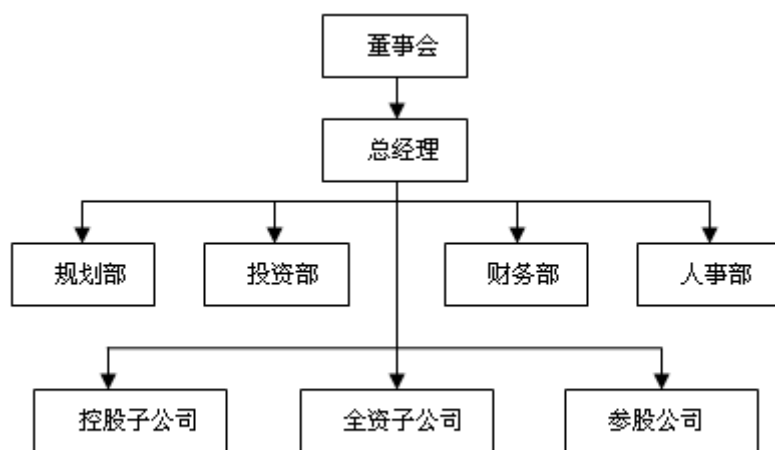 董事会
总经理
规划部 投资部 财务部 人事部
控股子公司 全资子公司 参股公司